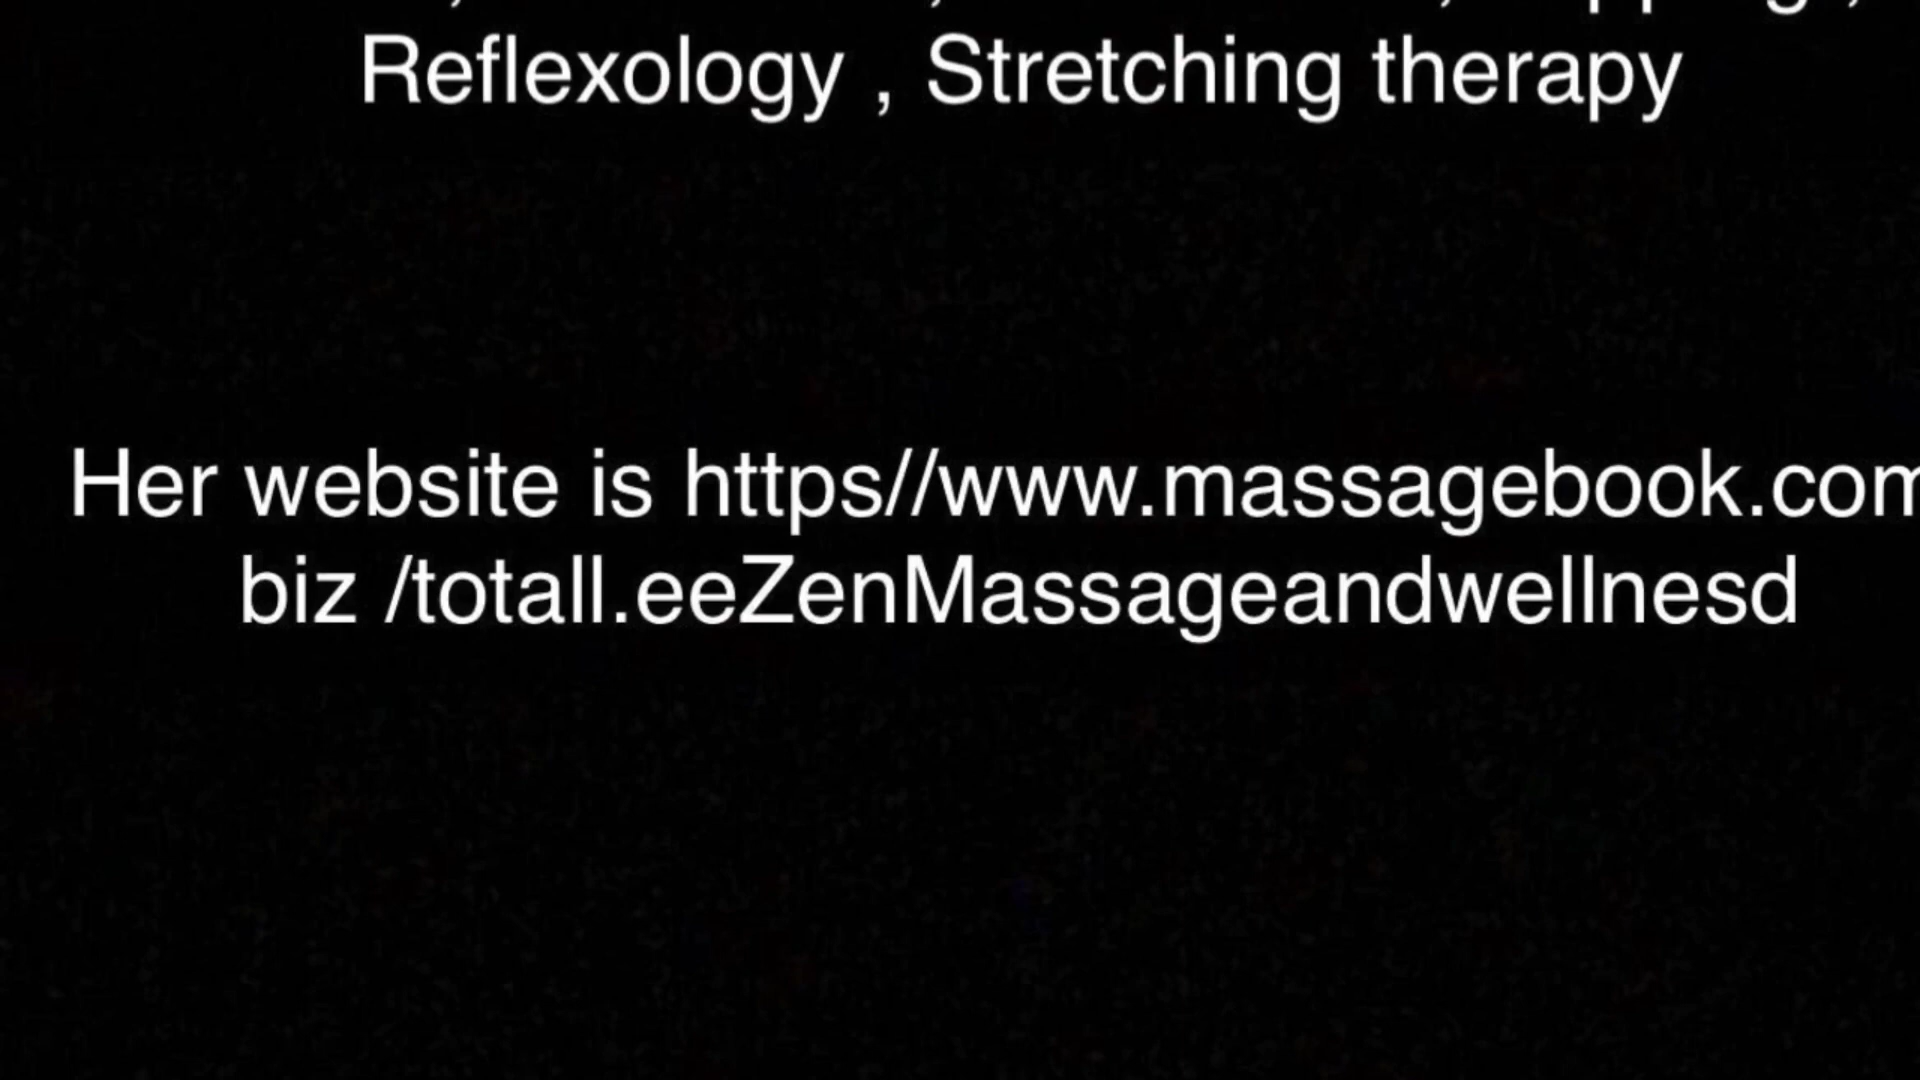 Reflexology , Stretching therapy
Her website is https//www.massagebook.com
biz /totall.eeZenMassageandwellnesd